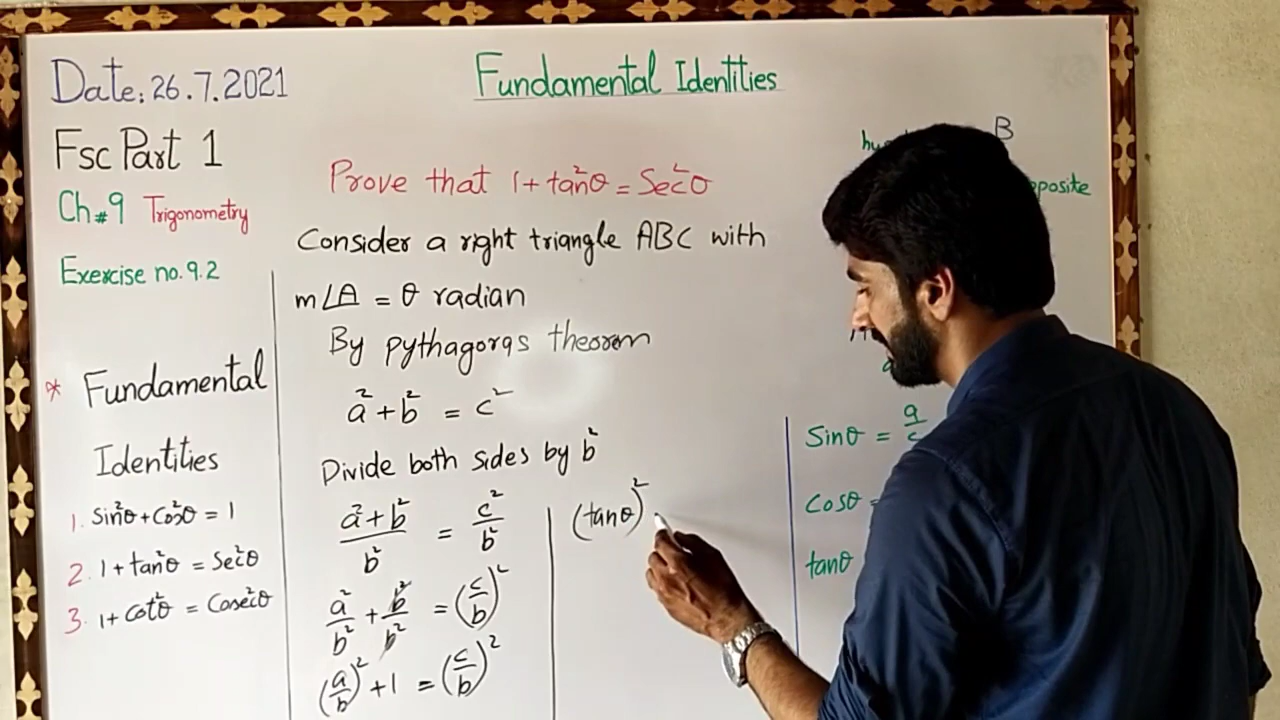 Date: 26.7.2021
Fundamental Identities
Fsc Part 1
Ch#9 Trigonometry
Exercise no. 9.2
* Fundamental
Identities
1. Sin²θ + Cos²θ = 1
2. 1 + tan²θ = Sec²θ
3. 1 + Cot²θ = Cosec²θ
Prove that 1 + tan²θ = Sec²θ
Consider a right triangle ABC with
m∠A = θ radian
By pythagoras theorem
a² + b² = c²
Divide both sides by b²
(a² + b²)/b² = c²/b²
a²/b² + b²/b² = (c/b)²
(a/b)² + 1 = (c/b)²
(tanθ)²
B
Sinθ = a/c
Cosθ =
tanθ